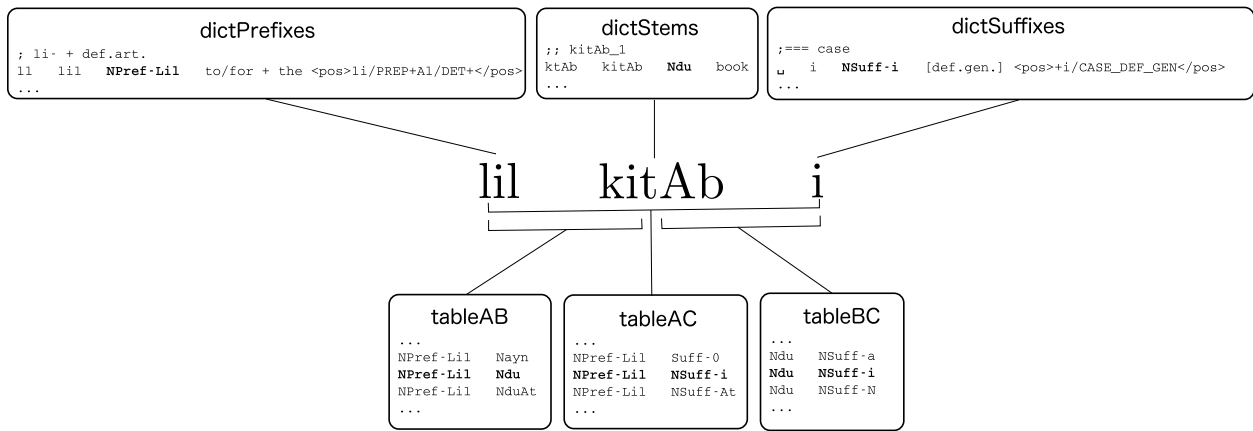 dictPrefixes
; li- + def.art.
ll lil NPref-Lil to/for + the <pos>li/PREP+Al/DET+</pos>
...
dictStems
;; kitAb_1
ktAb kitAb Ndu book
...
dictSuffixes
;=== case
␣ i NSuff-i [def.gen.] <pos>+i/CASE_DEF_GEN</pos>
...
lil kitAb i
tableAB
...
NPref-Lil Nayn
NPref-Lil Ndu
NPref-Lil NduAt
...
tableAC
...
NPref-Lil Suff-0
NPref-Lil NSuff-i
NPref-Lil NSuff-At
...
tableBC
...
Ndu NSuff-a
Ndu NSuff-i
Ndu NSuff-N
...